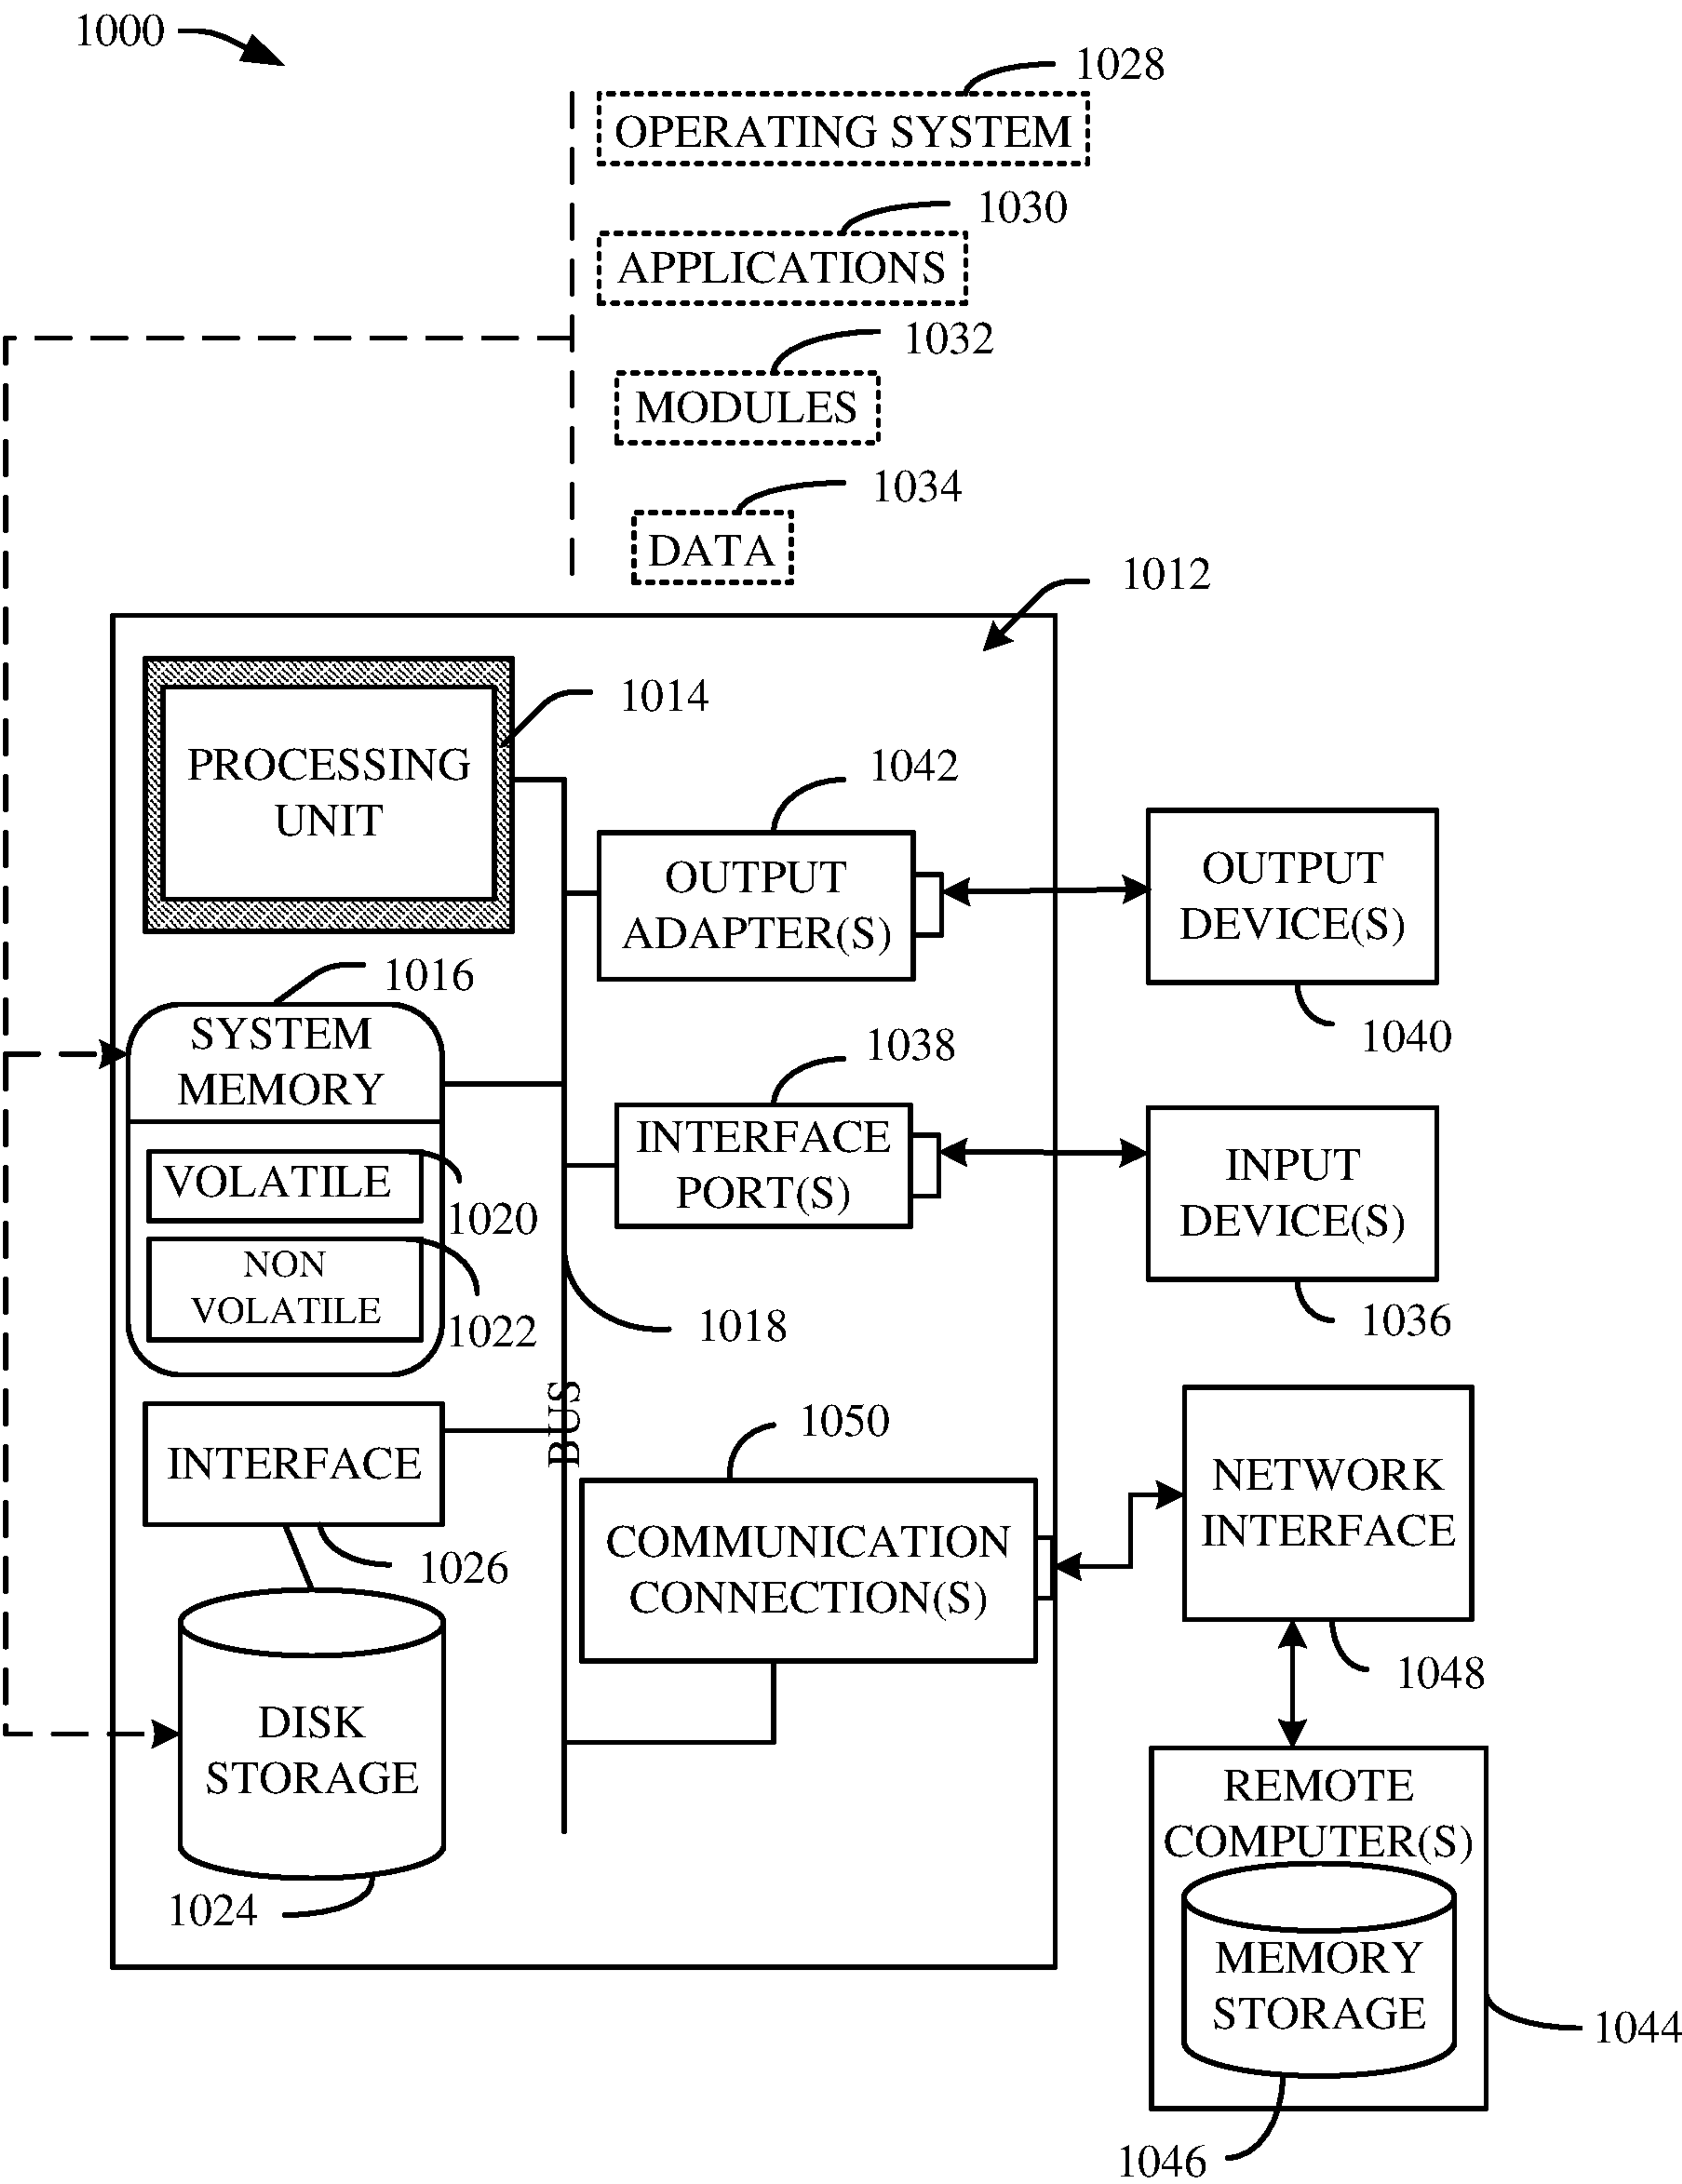 1000
1028
OPERATING SYSTEM
1030
APPLICATIONS
1032
MODULES
1034
DATA
1012
1014
PROCESSING
UNIT
1042
OUTPUT
ADAPTER(S)
OUTPUT
DEVICE(S)
1040
1016
SYSTEM
MEMORY
VOLATILE
1020
NON
VOLATILE
1022
1038
INTERFACE
PORT(S)
INPUT
DEVICE(S)
1036
1018
BUS
INTERFACE
1026
1050
COMMUNICATION
CONNECTION(S)
NETWORK
INTERFACE
1048
DISK
STORAGE
1024
REMOTE
COMPUTER(S)
MEMORY
STORAGE
1044
1046